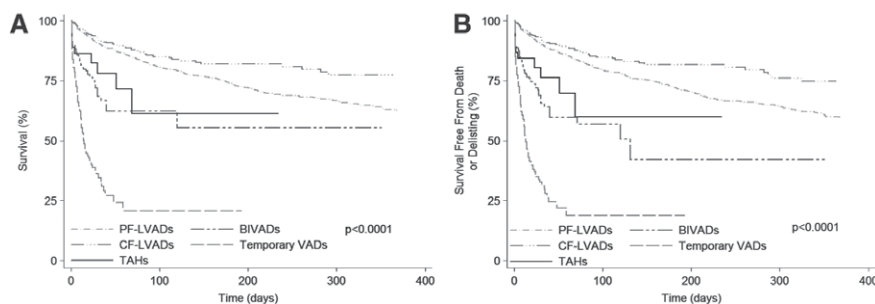 A
100
75
50
25
0
Survival (%)
PF-LVADs
BIVADs
CF-LVADs
Temporary VADs
TAHs
p<0.0001
0
100
200
300
400
Time (days)
B
100
75
50
25
0
Survival Free From Death
or Delisting (%)
PF-LVADs
BIVADs
CF-LVADs
Temporary VADs
TAHs
p<0.0001
0
100
200
300
400
Time (days)